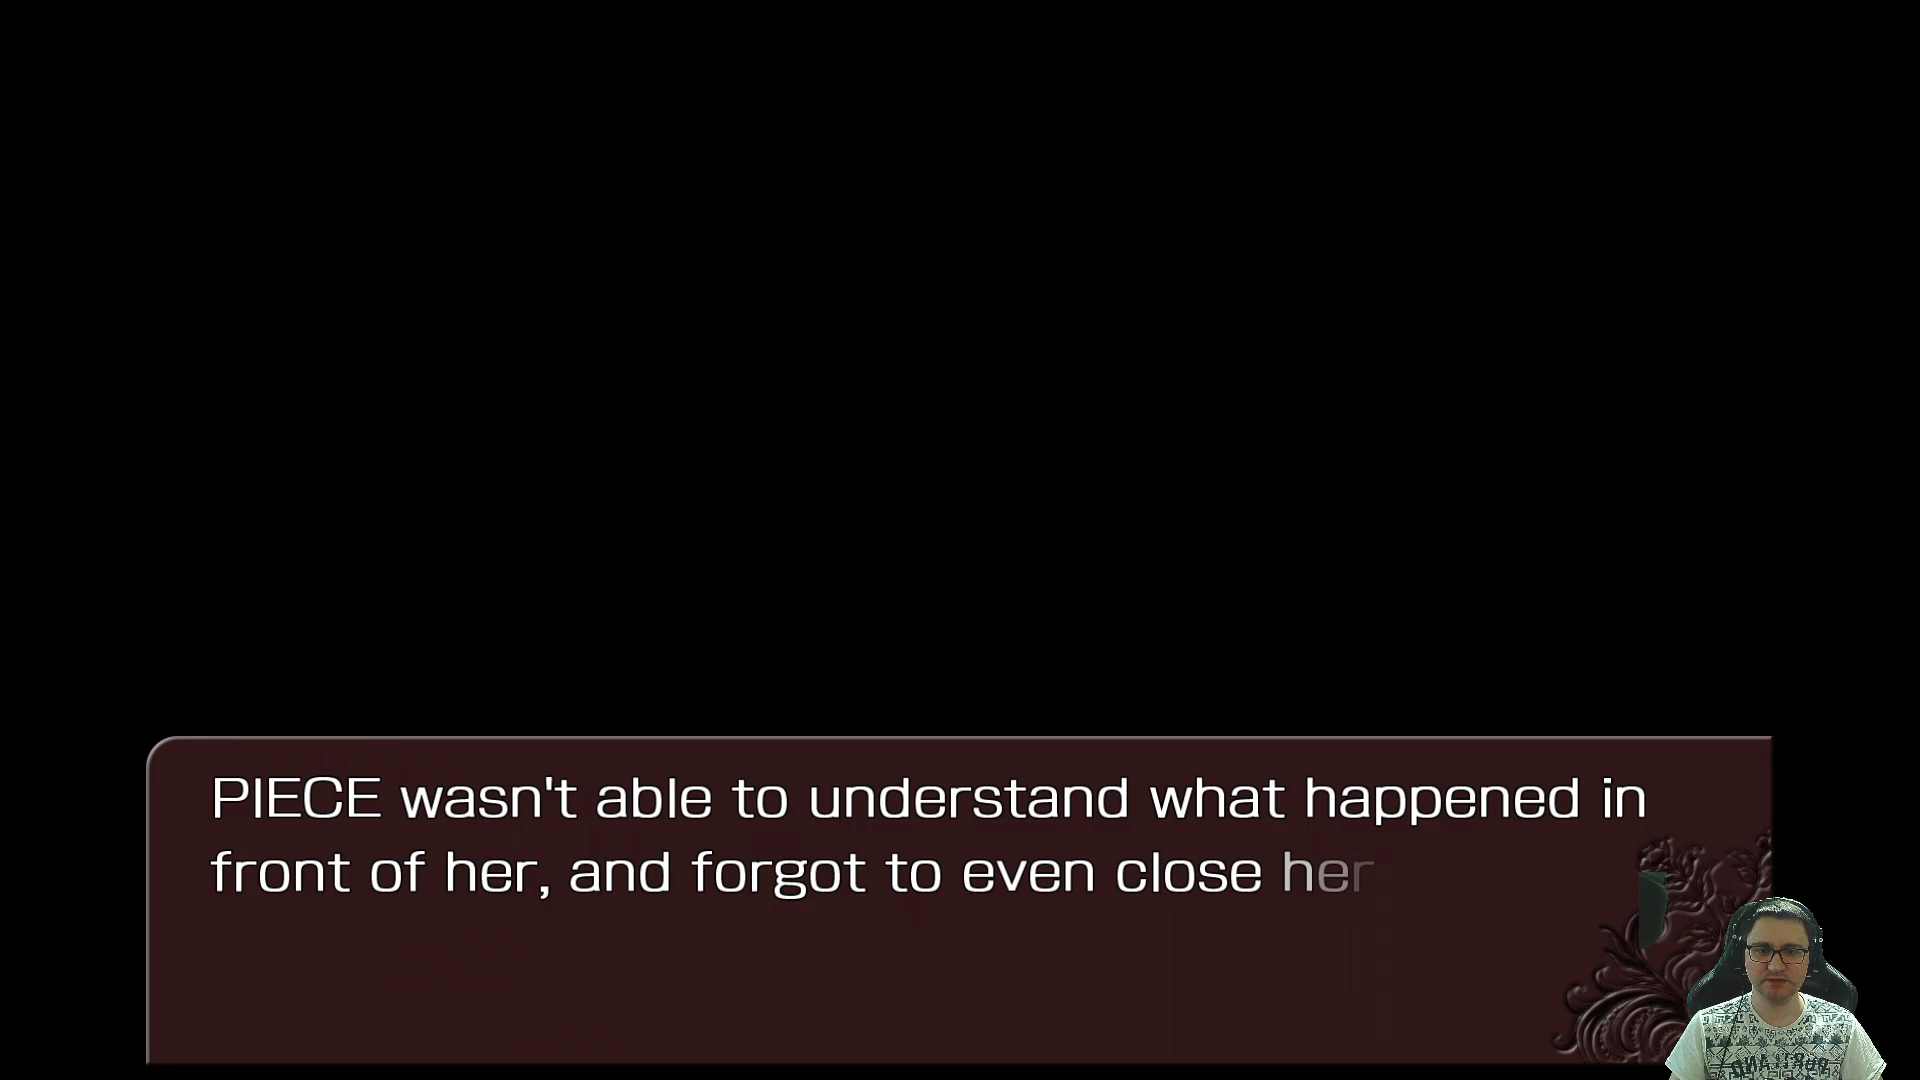 PIECE wasn't able to understand what happened in
front of her, and forgot to even close her